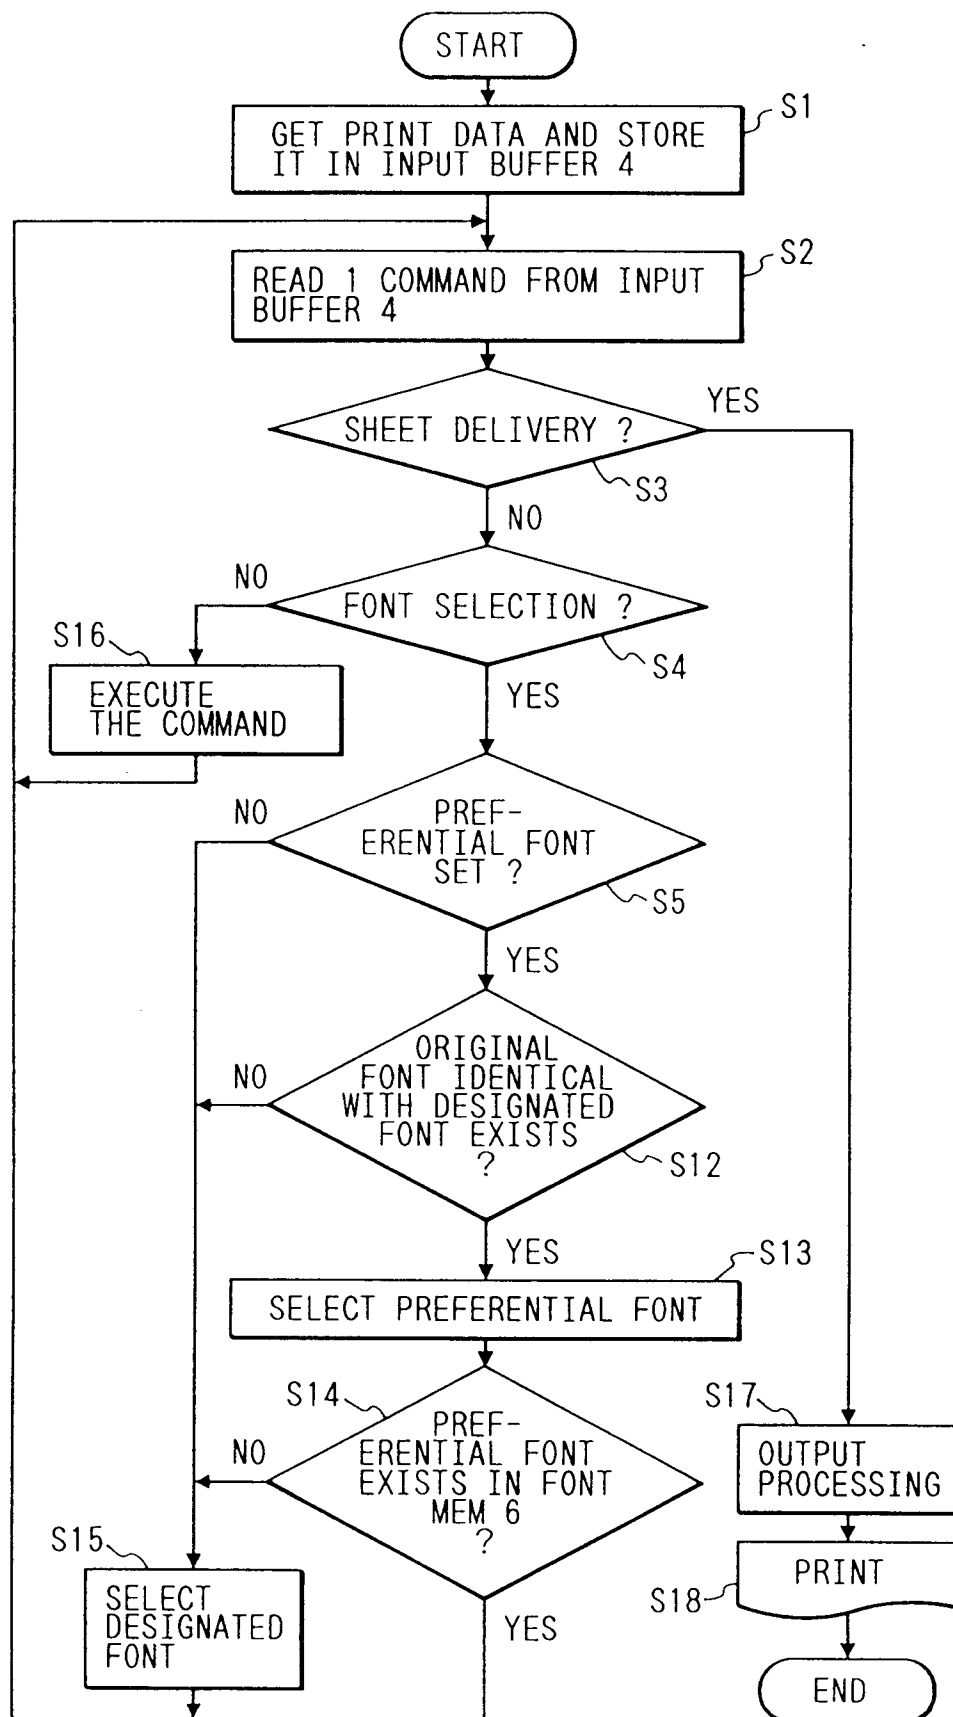 START
S1
GET PRINT DATA AND STORE
IT IN INPUT BUFFER 4
S2
READ 1 COMMAND FROM INPUT
BUFFER 4
YES
SHEET DELIVERY ?
S3
NO
NO
FONT SELECTION ?
S16
S4
EXECUTE
THE COMMAND
YES
NO
PREF-
ERENTIAL FONT
SET ?
S5
YES
ORIGINAL
FONT IDENTICAL
WITH DESIGNATED
FONT EXISTS
?
NO
S12
YES
S13
SELECT PREFERENTIAL FONT
S14
PREF-
ERENTIAL FONT
EXISTS IN FONT
MEM 6
?
NO
S17
OUTPUT
PROCESSING
S15
SELECT
DESIGNATED
FONT
YES
PRINT
S18
END